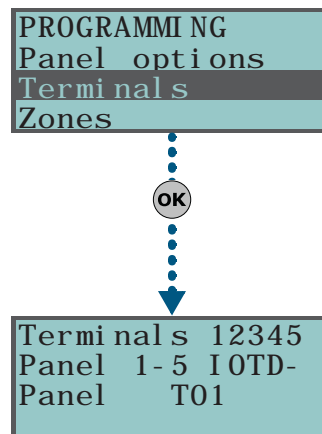 PROGRAMMING
Panel options
Terminals
Zones
OK
Terminals 12345
Panel 1-5 IOTD-
Panel T01